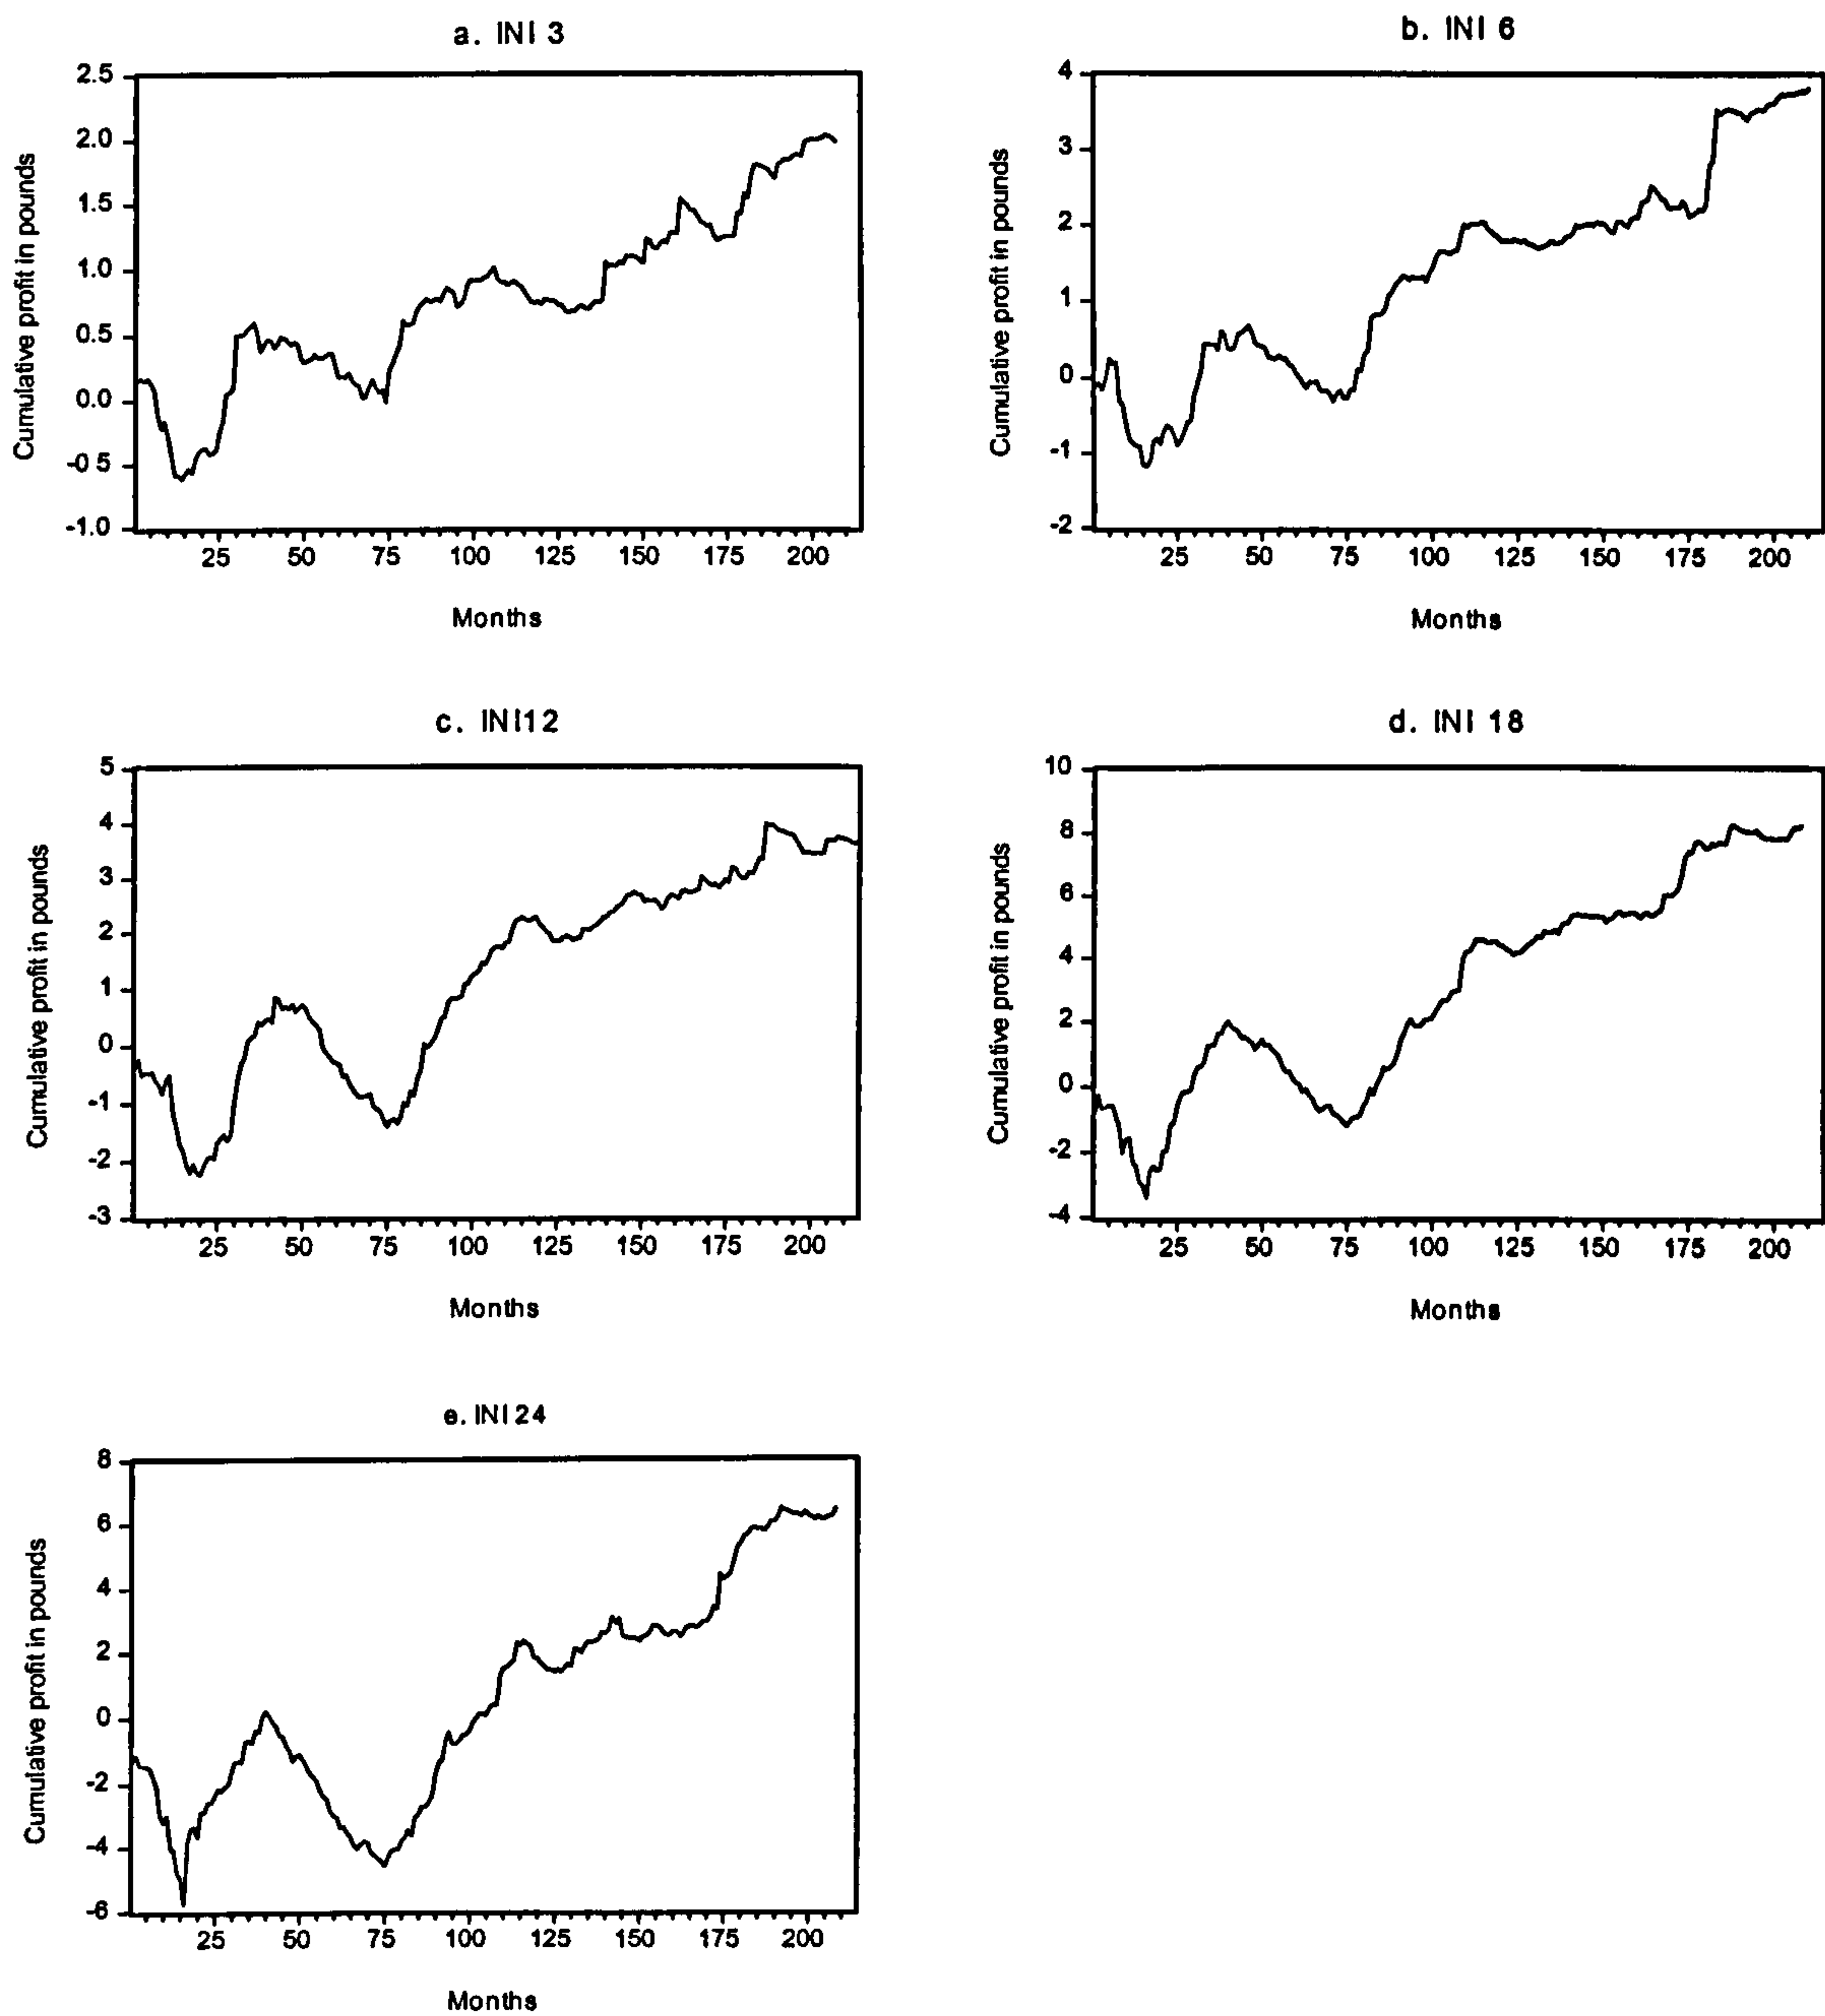 a. INI 3
Cumulative profit in pounds
2.5
2.0
1.5
1.0
0.5
0.0
-0 5
-1.0
25 50 75 100 125 150 175 200
Months
b. INI 6
Cumulative profit in pounds
4
3
2
1
0
-1
-2
25 50 75 100 125 150 175 200
Months
c. INI12
Cumulative profit in pounds
5
4
3
2
1
0
-1
-2
-3
25 50 75 100 125 150 175 200
Months
d. INI 18
Cumulative profit in pounds
10
8
6
4
2
0
-2
-4
25 50 75 100 125 150 175 200
Months
e. INI 24
Cumulative profit in pounds
8
6
4
2
0
-2
-4
-6
25 50 75 100 125 150 175 200
Months